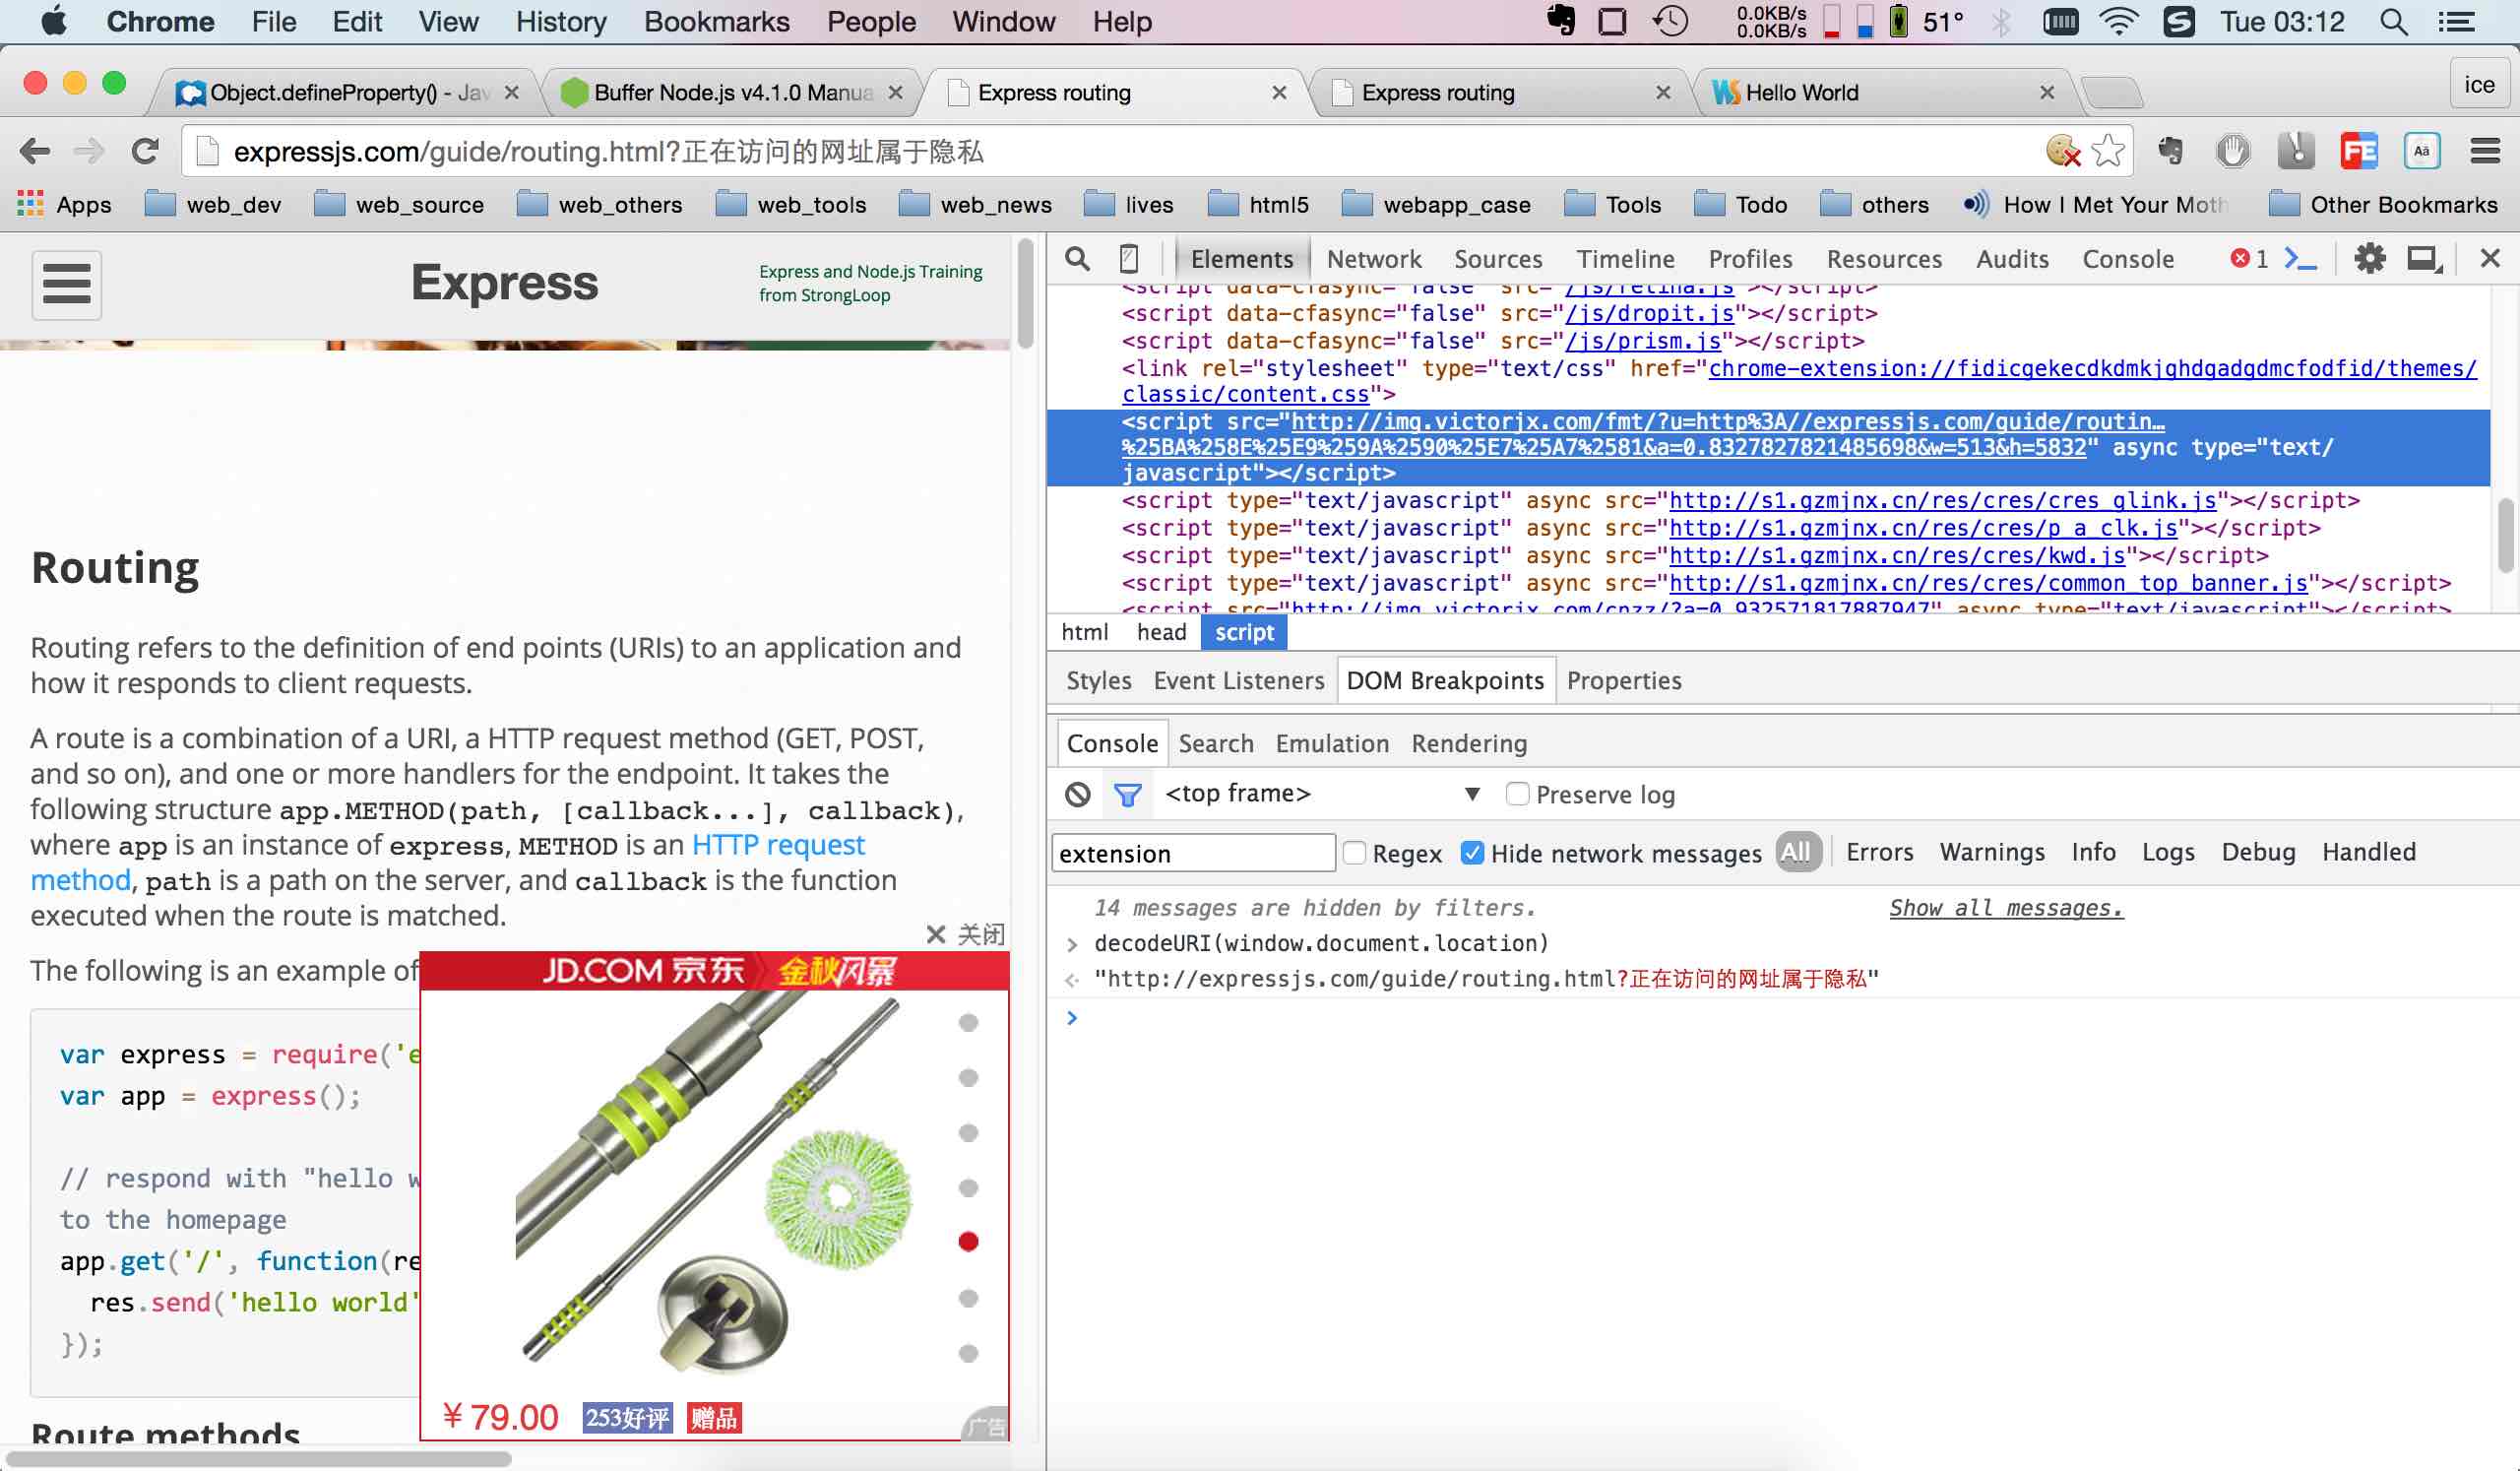 Chrome File Edit View History Bookmarks People Window Help
0.0KB/s
0.0KB/s
51° Tue 03:12
Object.defineProperty() - Jav
Buffer Node.js v4.1.0 Manua
Express routing
Express routing
Hello World
ice
expressjs.com/guide/routing.html?正在访问的网址属于隐私
Apps web_dev web_source web_others web_tools web_news lives html5 webapp_case Tools Todo others How I Met Your Moth Other Bookmarks
Express
Express and Node.js Training
from StrongLoop
Routing
Routing refers to the definition of end points (URIs) to an application and
how it responds to client requests.
A route is a combination of a URI, a HTTP request method (GET, POST,
and so on), and one or more handlers for the endpoint. It takes the
following structure app.METHOD(path, [callback...], callback),
where app is an instance of express, METHOD is an HTTP request
method, path is a path on the server, and callback is the function
executed when the route is matched.
The following is an example of
var express = require('e
var app = express();
// respond with "hello w
to the homepage
app.get('/', function(re
res.send('hello world'
});
Route methods
关闭
JD.COM 京东 金秋风暴
￥79.00 253好评 赠品
广告
Elements Network Sources Timeline Profiles Resources Audits Console 1
<script data-cfasync="false" src="/js/retina.js"></script>
<script data-cfasync="false" src="/js/dropit.js"></script>
<script data-cfasync="false" src="/js/prism.js"></script>
<link rel="stylesheet" type="text/css" href="chrome-extension://fidicgekecdkdmkjghdgadgdmcfodfid/themes/
classic/content.css">
<script src="http://img.victorjx.com/fmt/?u=http%3A//expressjs.com/guide/routin…
%25BA%258E%25E9%259A%2590%25E7%25A7%2581&a=0.8327827821485698&w=513&h=5832" async type="text/
javascript"></script>
<script type="text/javascript" async src="http://s1.gzmjnx.cn/res/cres/cres_glink.js"></script>
<script type="text/javascript" async src="http://s1.gzmjnx.cn/res/cres/p_a_clk.js"></script>
<script type="text/javascript" async src="http://s1.gzmjnx.cn/res/cres/kwd.js"></script>
<script type="text/javascript" async src="http://s1.gzmjnx.cn/res/cres/common_top_banner.js"></script>
<script src="http://img.victorjx.com/cnzz/?a=0.932571817887947" async type="text/javascript"></script>
html head script
Styles Event Listeners DOM Breakpoints Properties
Console Search Emulation Rendering
<top frame> ▼ Preserve log
extension Regex Hide network messages All Errors Warnings Info Logs Debug Handled
14 messages are hidden by filters. Show all messages.
> decodeURI(window.document.location)
"http://expressjs.com/guide/routing.html?正在访问的网址属于隐私"
>